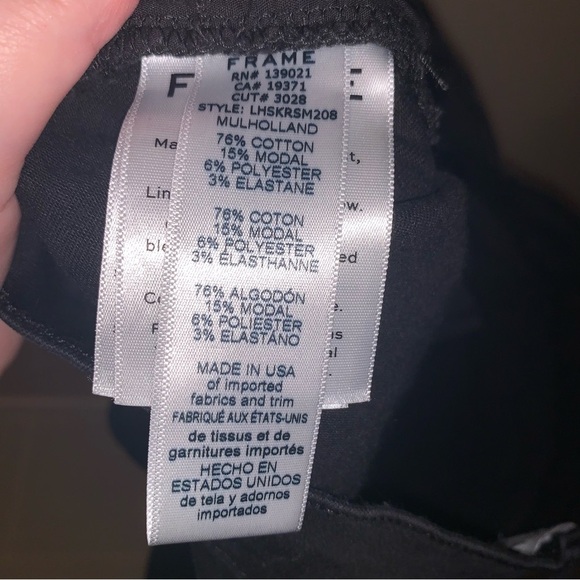 FRAME
RN# 139021
CA# 19371
CUT# 3028
STYLE: LHSKRSM208
MULHOLLAND
76% COTTON
15% MODAL
6% POLYESTER
3% ELASTANE
76% COTON
15% MODAL
6% POLYESTER
3% ÉLASTHANNE
76% ALGODÓN
15% MODAL
6% POLIESTER
3% ELASTANO
MADE IN USA
of imported
fabrics and trim
FABRIQUÉ AUX ÉTATS-UNIS
de tissus et de
garnitures importés
HECHO EN
ESTADOS UNIDOS
de tela y adornos
importados